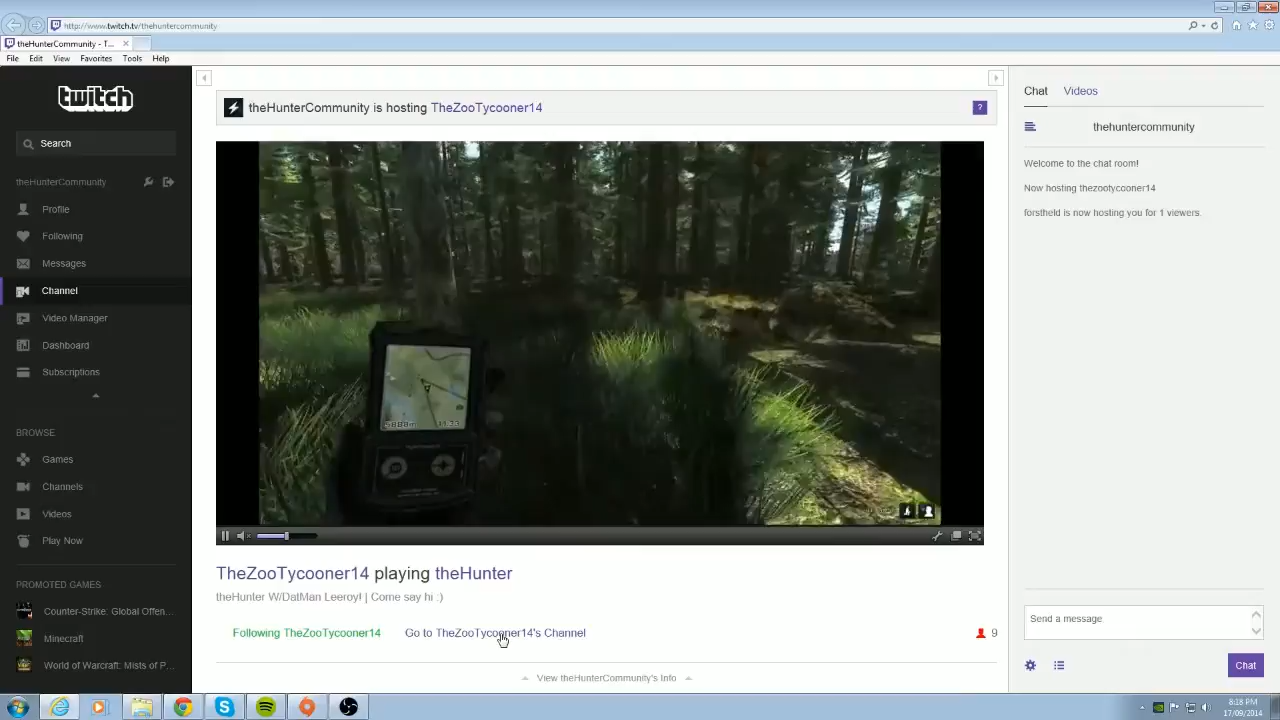 http://www.twitch.tv/thehuntercommunity
theHunterCommunity - T...
File Edit View Favorites Tools Help
twitch
Search
theHunterCommunity
Profile
Following
Messages
Channel
Video Manager
Dashboard
Subscriptions
BROWSE
Games
Channels
Videos
Play Now
PROMOTED GAMES
Counter-Strike: Global Offen...
Minecraft
World of Warcraft: Mists of P...
theHunterCommunity is hosting TheZooTycooner14
?
5888m
TheZooTycooner14 playing theHunter
theHunter W/DatMan Leeroy! | Come say hi :)
Following TheZooTycooner14 Go to TheZooTycooner14's Channel
9
View theHunterCommunity's Info
Chat Videos
thehuntercommunity
Welcome to the chat room!
Now hosting thezootycooner14
forstheld is now hosting you for 1 viewers.
Send a message
Chat
8:18 PM
17/09/2014